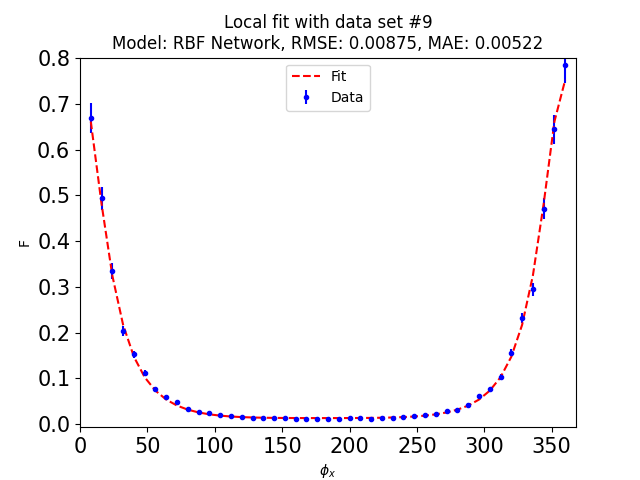 Local fit with data set #9
Model: RBF Network, RMSE: 0.00875, MAE: 0.00522
Fit
Data
0.8
0.7
0.6
0.5
0.4
0.3
0.2
0.1
0.0
F
0 50 100 150 200 250 300 350
ϕₓ